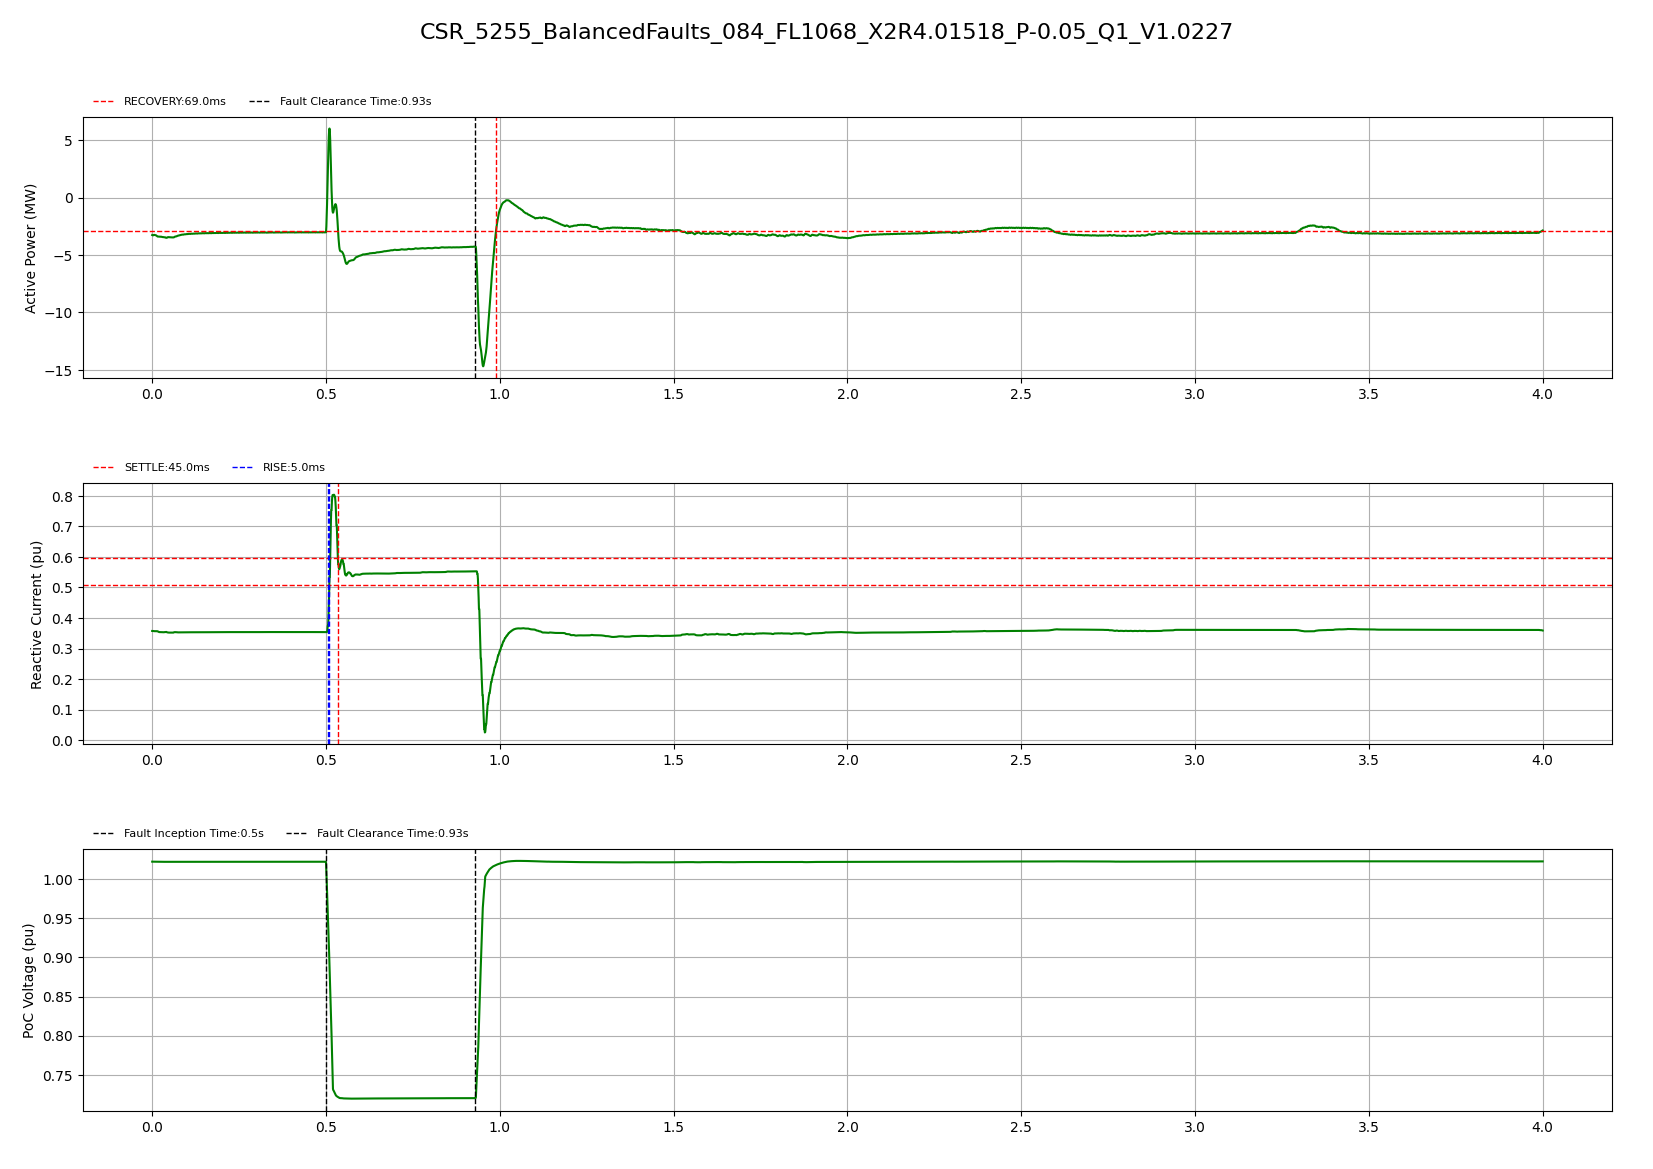 CSR_5255_BalancedFaults_084_FL1068_X2R4.01518_P-0.05_Q1_V1.0227
RECOVERY:69.0ms Fault Clearance Time:0.93s
Active Power (MW)
5
0
−5
−10
−15
0.0 0.5 1.0 1.5 2.0 2.5 3.0 3.5 4.0
SETTLE:45.0ms RISE:5.0ms
Reactive Current (pu)
0.8
0.7
0.6
0.5
0.4
0.3
0.2
0.1
0.0
0.0 0.5 1.0 1.5 2.0 2.5 3.0 3.5 4.0
Fault Inception Time:0.5s Fault Clearance Time:0.93s
PoC Voltage (pu)
1.00
0.95
0.90
0.85
0.80
0.75
0.0 0.5 1.0 1.5 2.0 2.5 3.0 3.5 4.0